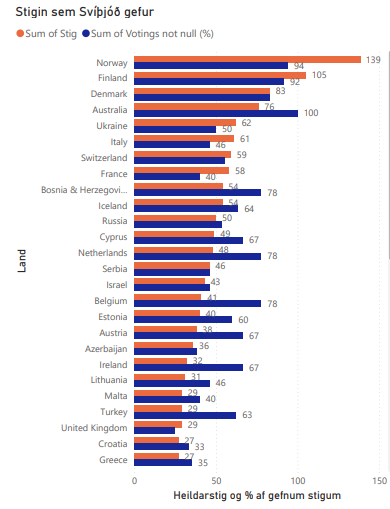 Stigin sem Svíþjóð gefur
Sum of Stig Sum of Votings not null (%)
Norway 139 94
Finland 105 92
Denmark 83
Australia 76 100
Ukraine 62 50
Italy 61 46
Switzerland 59
France 58 40
Bosnia & Herzegovi... 54 78
Iceland 54 64
Russia 50
Cyprus 49 67
Netherlands 48 78
Serbia 46
Israel 43
Belgium 41 78
Estonia 40 60
Austria 38 67
Azerbaijan 36
Ireland 32 67
Lithuania 31 46
Malta 29 40
Turkey 29 63
United Kingdom 29
Croatia 27 33
Greece 27 35
Land
0 50 100 150
Heildarstig og % af gefnum stigum